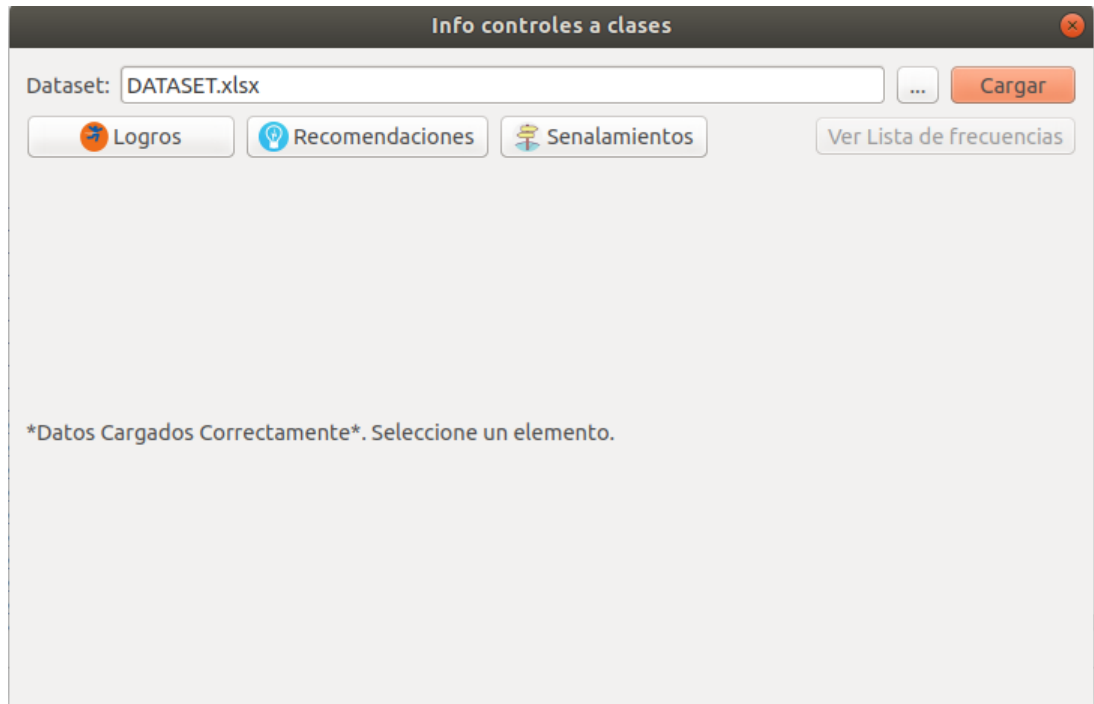 Info controles a clases
Dataset: DATASET.xlsx ... Cargar
Logros Recomendaciones Senalamientos Ver Lista de frecuencias
*Datos Cargados Correctamente*. Seleccione un elemento.